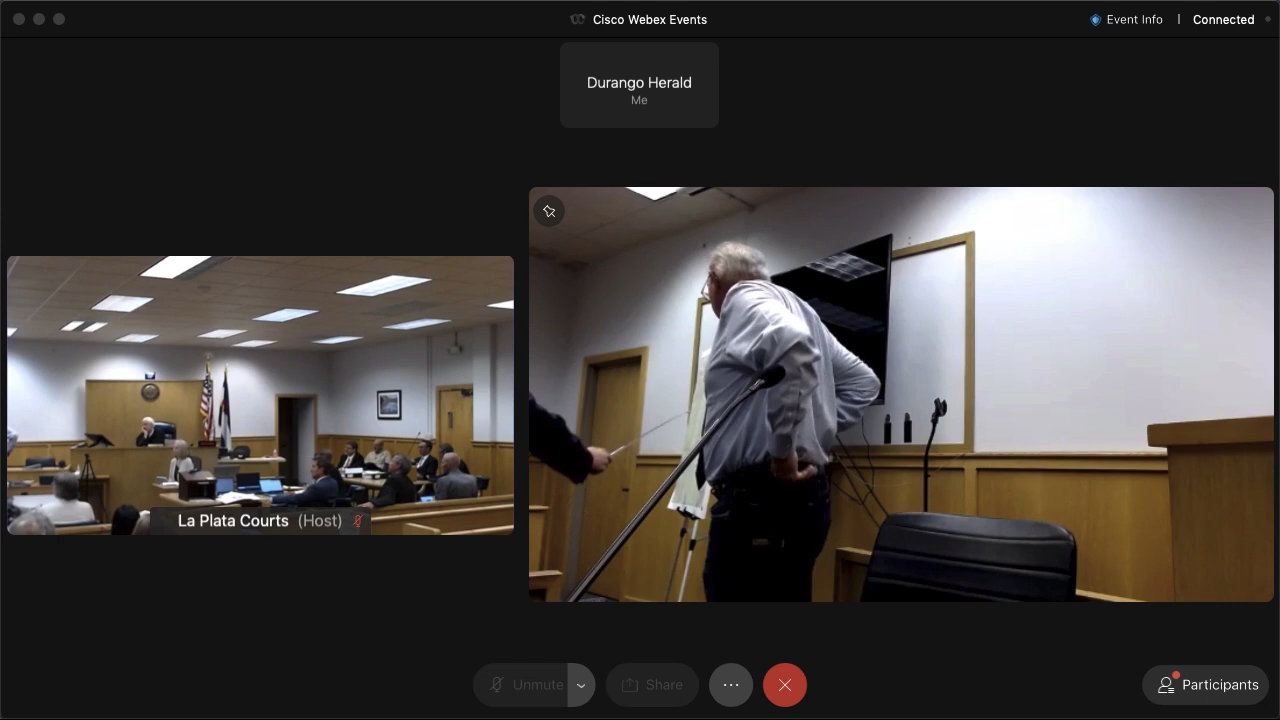 Cisco Webex Events
Event Info | Connected
Durango Herald
Me
La Plata Courts (Host)
Unmute
Share
Participants